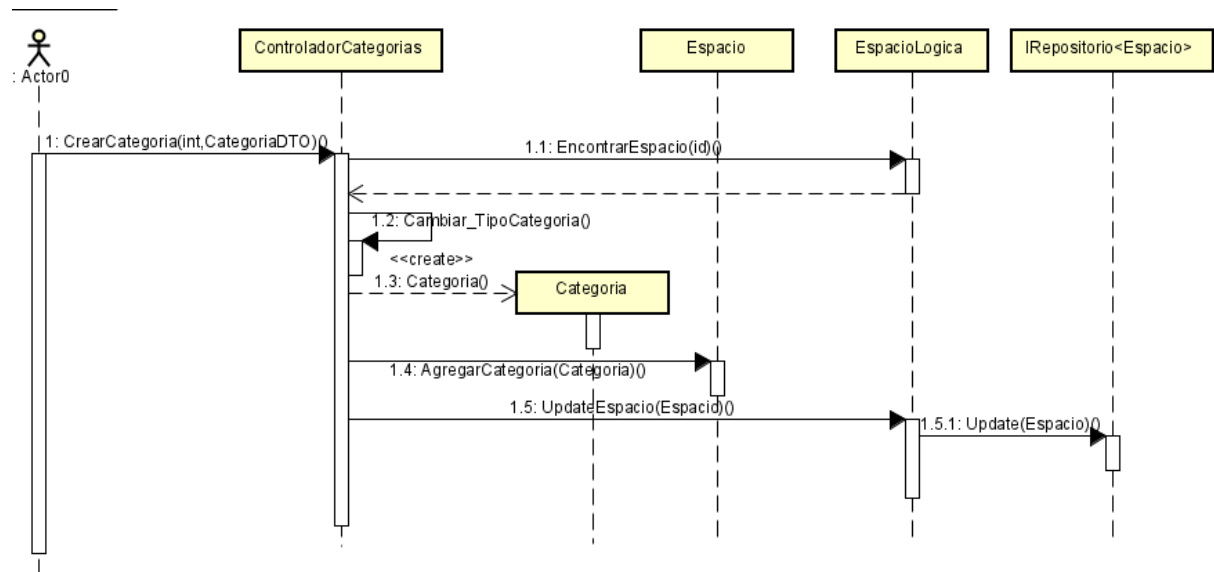 ControladorCategorias
Espacio
EspacioLogica
IRepositorio<Espacio>
: Actor0
1: CrearCategoria(int,CategoriaDTO)()
1.1: EncontrarEspacio(id)()
1.2: Cambiar_TipoCategoria()
<<create>>
1.3: Categoria()
Categoria
1.4: AgregarCategoria(Categoria)()
1.5: UpdateEspacio(Espacio)()
1.5.1: Update(Espacio)()